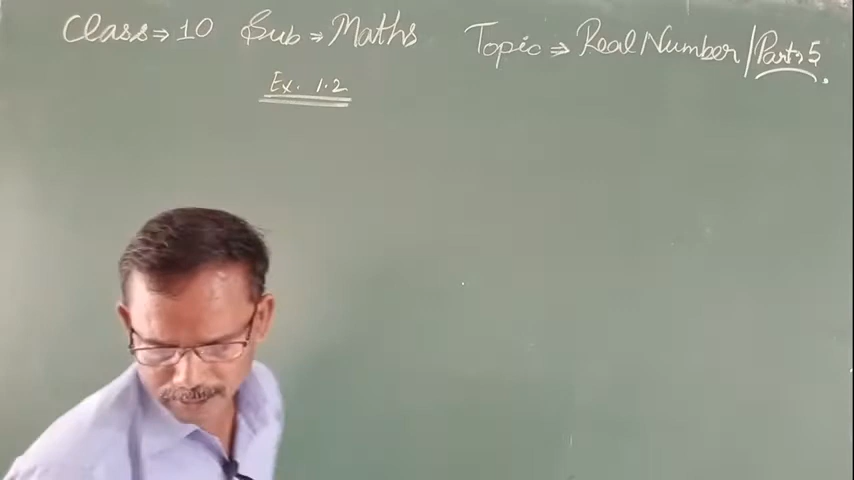 Class ⇒ 10 Sub ⇒ Maths Topic ⇒ Real Number / Part ⇒ 5
Ex. 1.2